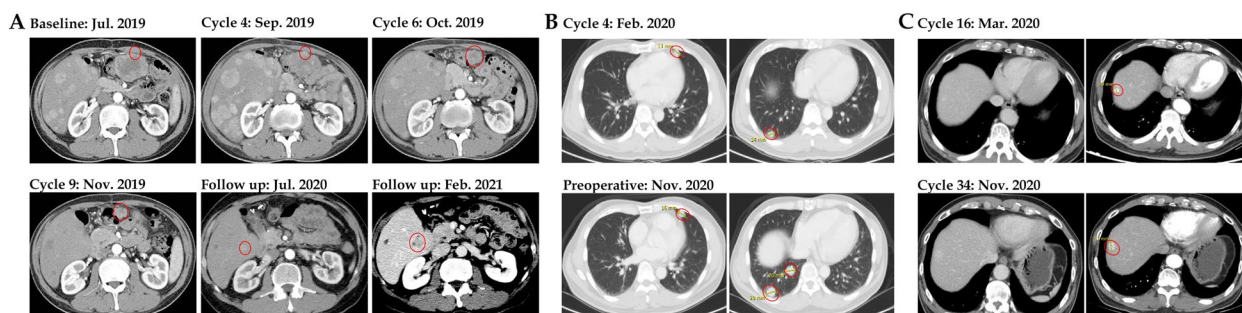 A
Baseline: Jul. 2019
Cycle 4: Sep. 2019
Cycle 6: Oct. 2019
B
Cycle 4: Feb. 2020
C
Cycle 16: Mar. 2020
Cycle 9: Nov. 2019
Follow up: Jul. 2020
Follow up: Feb. 2021
Preoperative: Nov. 2020
Cycle 34: Nov. 2020